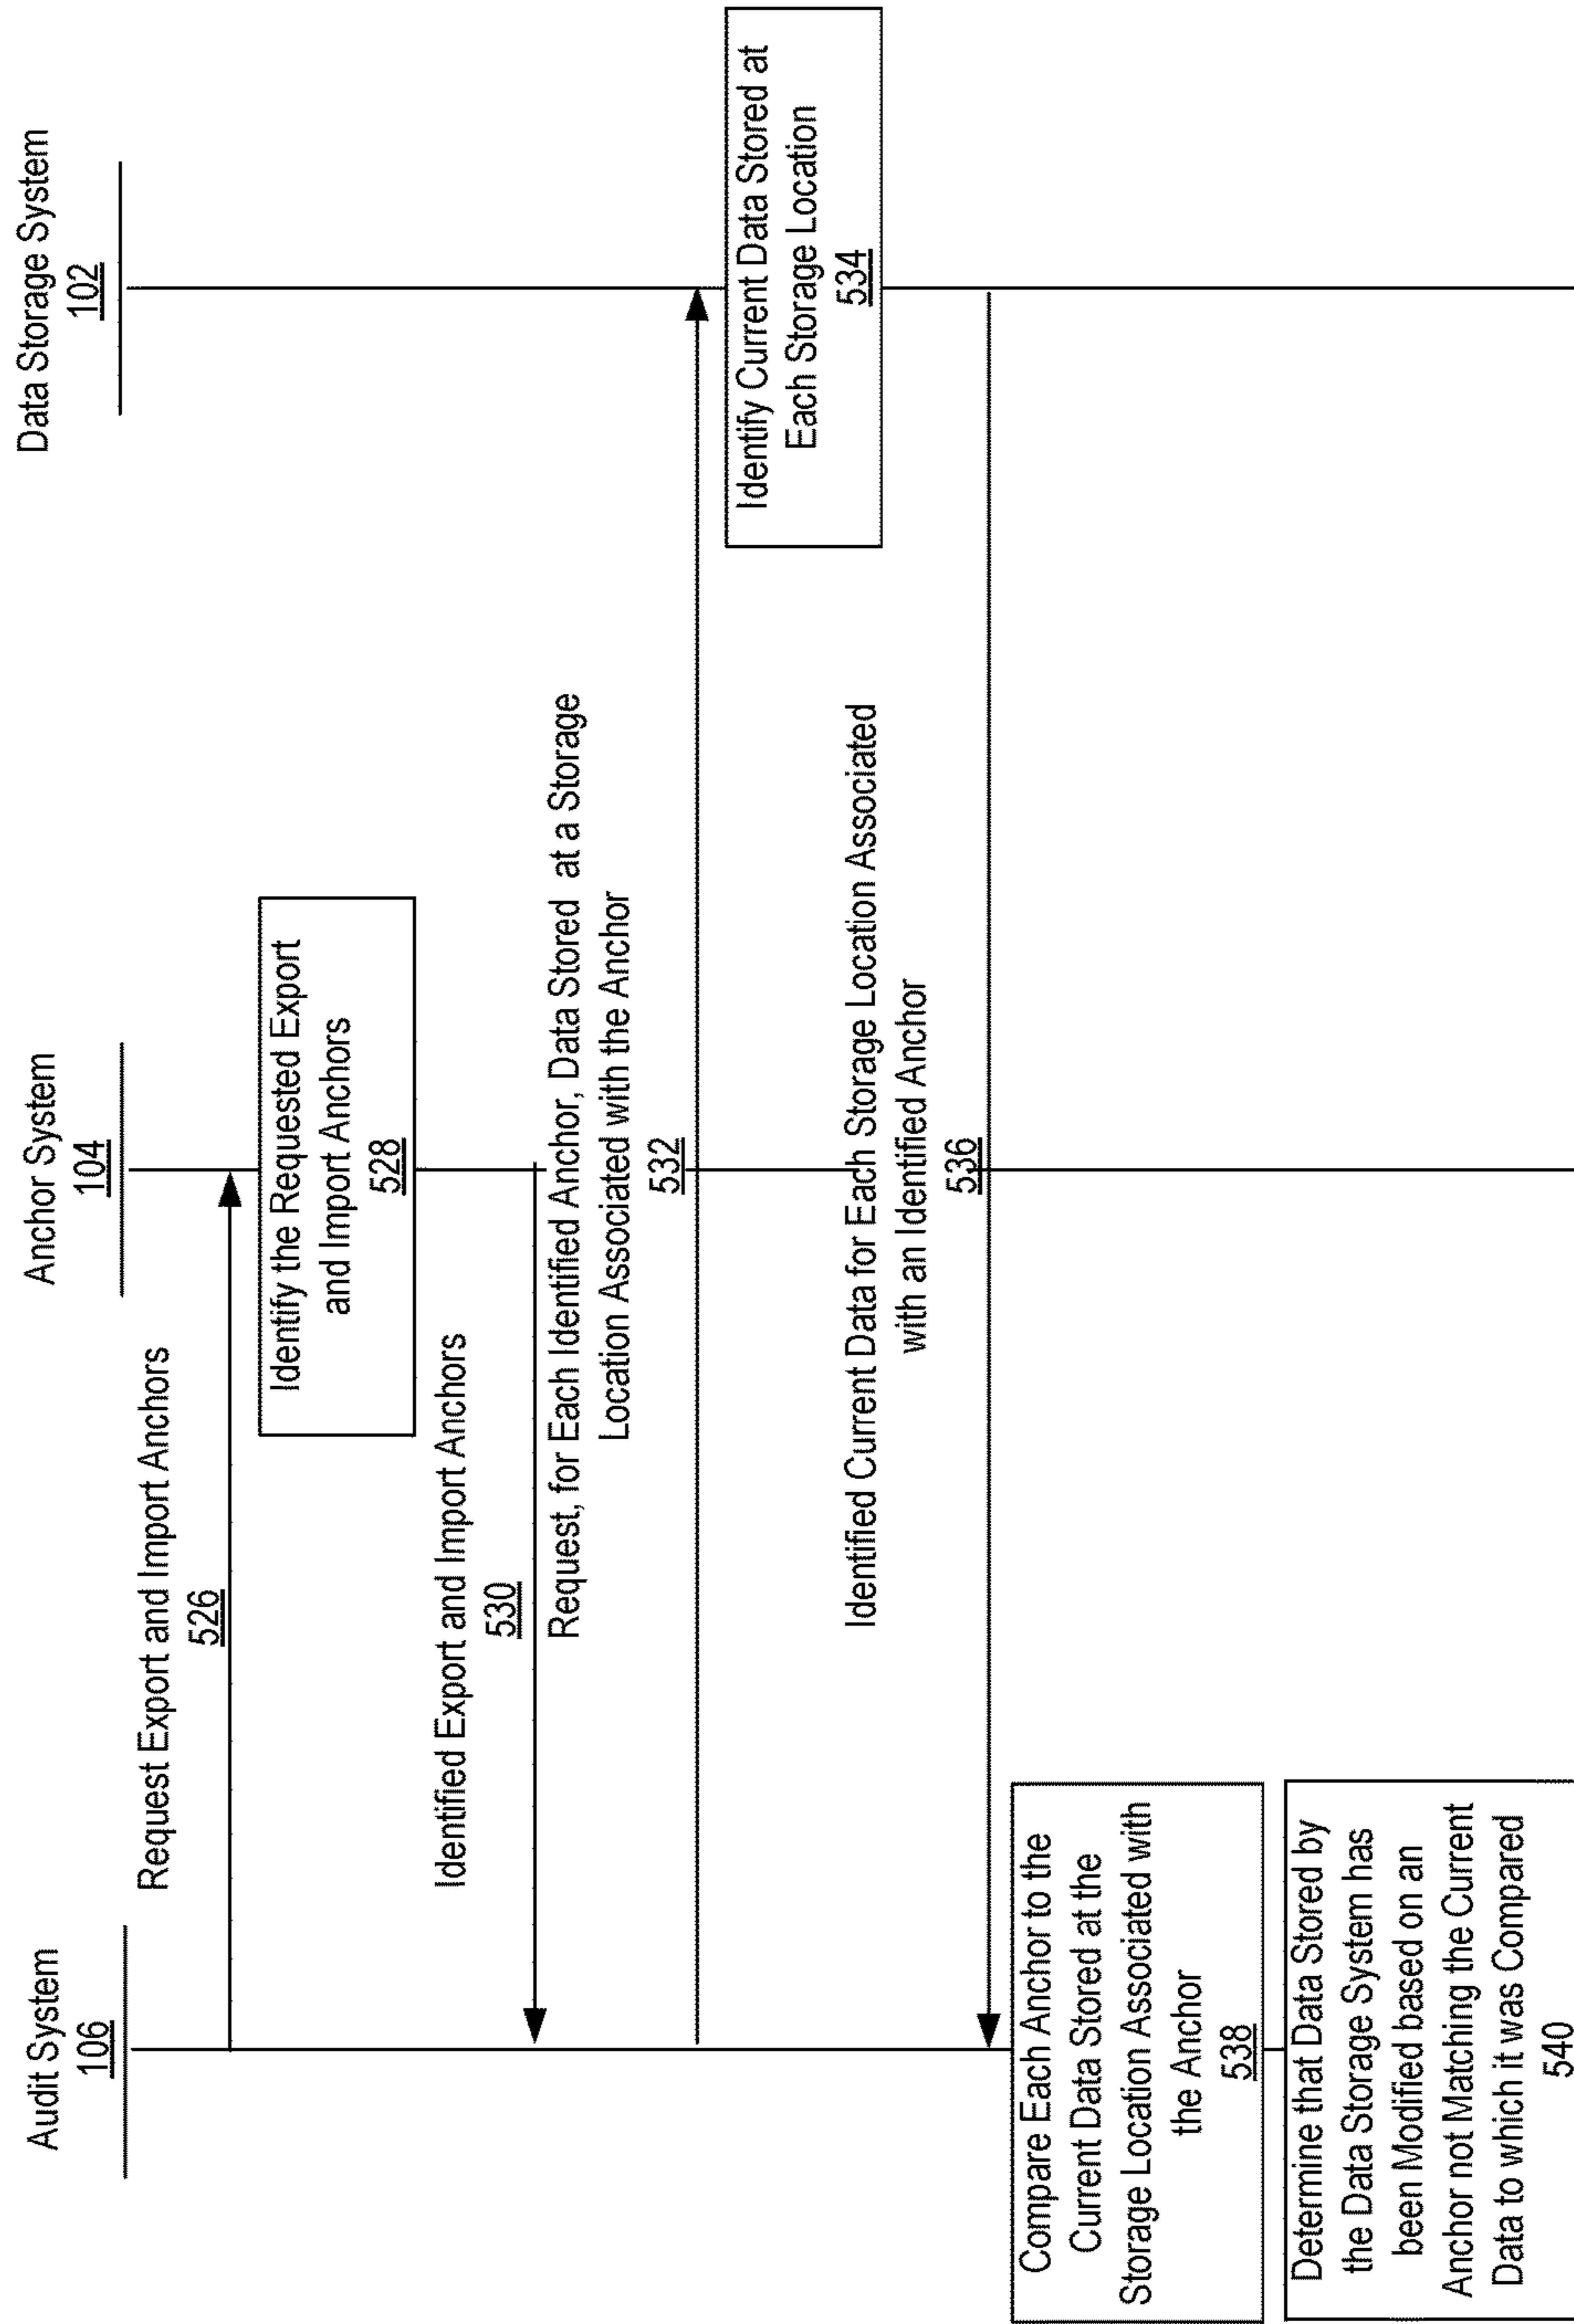 Audit System
106
Anchor System
104
Data Storage System
102
Request Export and Import Anchors
526
Identify the Requested Export
and Import Anchors
528
Identified Export and Import Anchors
530
Request, for Each Identified Anchor, Data Stored at a Storage
Location Associated with the Anchor
532
Identify Current Data Stored at
Each Storage Location
534
Identified Current Data for Each Storage Location Associated
with an Identified Anchor
536
Compare Each Anchor to the
Current Data Stored at the
Storage Location Associated with
the Anchor
538
Determine that Data Stored by
the Data Storage System has
been Modified based on an
Anchor not Matching the Current
Data to which it was Compared
540